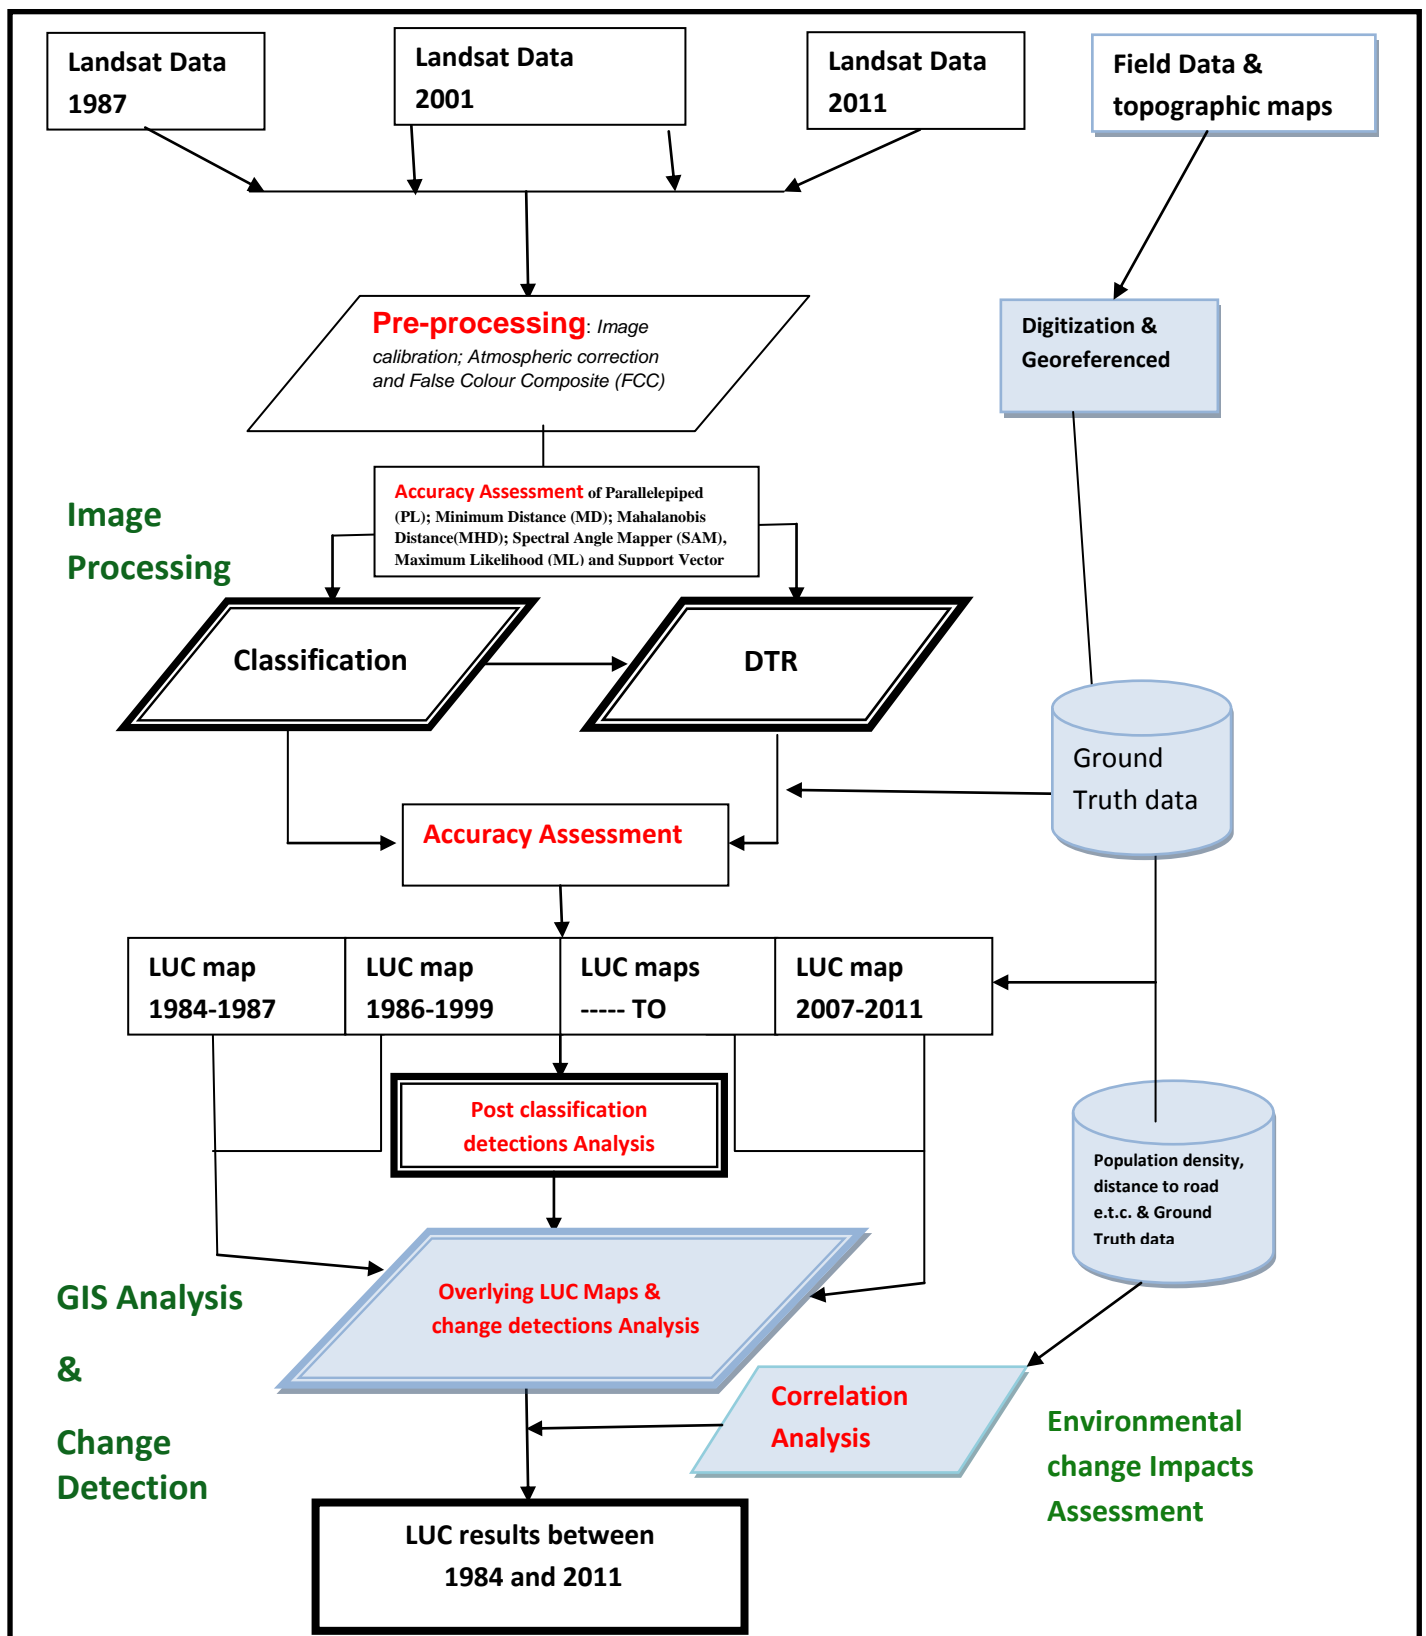 Landsat Data
1987
Landsat Data
2001
Landsat Data
2011
Field Data &
topographic maps
Pre-processing: Image
calibration; Atmospheric correction
and False Colour Composite (FCC)
Digitization &
Georeferenced
Image
Processing
Accuracy Assessment of Parallelepiped
(PL); Minimum Distance (MD); Mahalanobis
Distance(MHD); Spectral Angle Mapper (SAM),
Maximum Likelihood (ML) and Support Vector
Classification
DTR
Ground
Truth data
Accuracy Assessment
LUC map
1984-1987
LUC map
1986-1999
LUC maps
----- TO
LUC map
2007-2011
Post classification
detections Analysis
Population density,
distance to road
e.t.c. & Ground
Truth data
GIS Analysis
&
Change
Detection
Overlying LUC Maps &
change detections Analysis
Correlation
Analysis
Environmental
change Impacts
Assessment
LUC results between
1984 and 2011